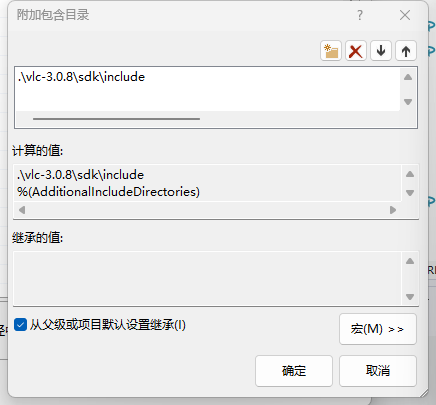 附加包含目录
.\vlc-3.0.8\sdk\include
计算的值:
.\vlc-3.0.8\sdk\include
%(AdditionalIncludeDirectories)
继承的值:
从父级或项目默认设置继承(I)
宏(M) >>
确定
取消